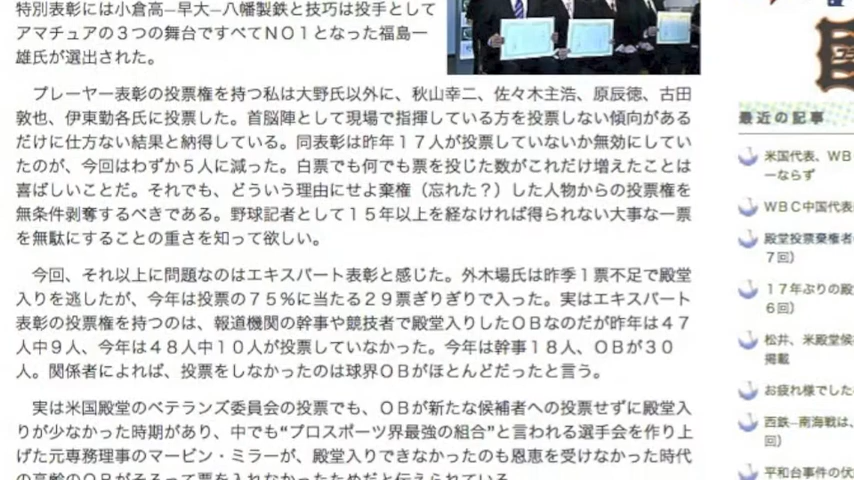 特別表彰には小倉高―早大―八幡製鉄と技巧は投手として
アマチュアの３つの舞台ですべてＮＯ１となった福島一
雄氏が選出された。
プレーヤー表彰の投票権を持つ私は大野氏以外に、秋山幸二、佐々木主浩、原辰徳、古田
敦也、伊東勤各氏に投票した。首脳陣として現場で指揮している方を投票しない傾向がある
だけに仕方ない結果と納得している。同表彰は昨年１７人が投票していないか無効にしてい
たのが、今回はわずか５人に減った。白票でも何でも票を投じた数がこれだけ増えたことは
喜ばしいことだ。それでも、どういう理由にせよ棄権（忘れた？）した人物からの投票権を
無条件剥奪するべきである。野球記者として１５年以上を経なければ得られない大事な一票
を無駄にすることの重さを知って欲しい。
今回、それ以上に問題なのはエキスパート表彰と感じた。外木場氏は昨季１票不足で殿堂
入りを逃したが、今年は投票の７５％に当たる２９票ぎりぎりで入った。実はエキスパート
表彰の投票権を持つのは、報道機関の幹事や競技者で殿堂入りしたＯＢなのだが昨年は４７
人中９人、今年は４８人中１０人が投票していなかった。今年は幹事１８人、ＯＢが３０
人。関係者によれば、投票をしなかったのは球界ＯＢがほとんどだったと言う。
実は米国殿堂のベテランズ委員会の投票でも、ＯＢが新たな候補者への投票せずに殿堂入
りが少なかった時期があり、中でも“プロスポーツ界最強の組合”と言われる選手会を作り上
げた元専務理事のマービン・ミラーが、殿堂入りできなかったのも恩恵を受けなかった時代
の高齢のＯＢがそろって票を入れなかったためだと伝えられている。
最近の記事
米国代表、ＷＢ
ーならず
ＷＢＣ中国代表
殿堂投票棄権者
７回）
１７年ぶりの殿
６回）
松井、米殿堂候
掲載
お疲れ様でした
西鉄―南海戦は、
回）
平和台事件の伏